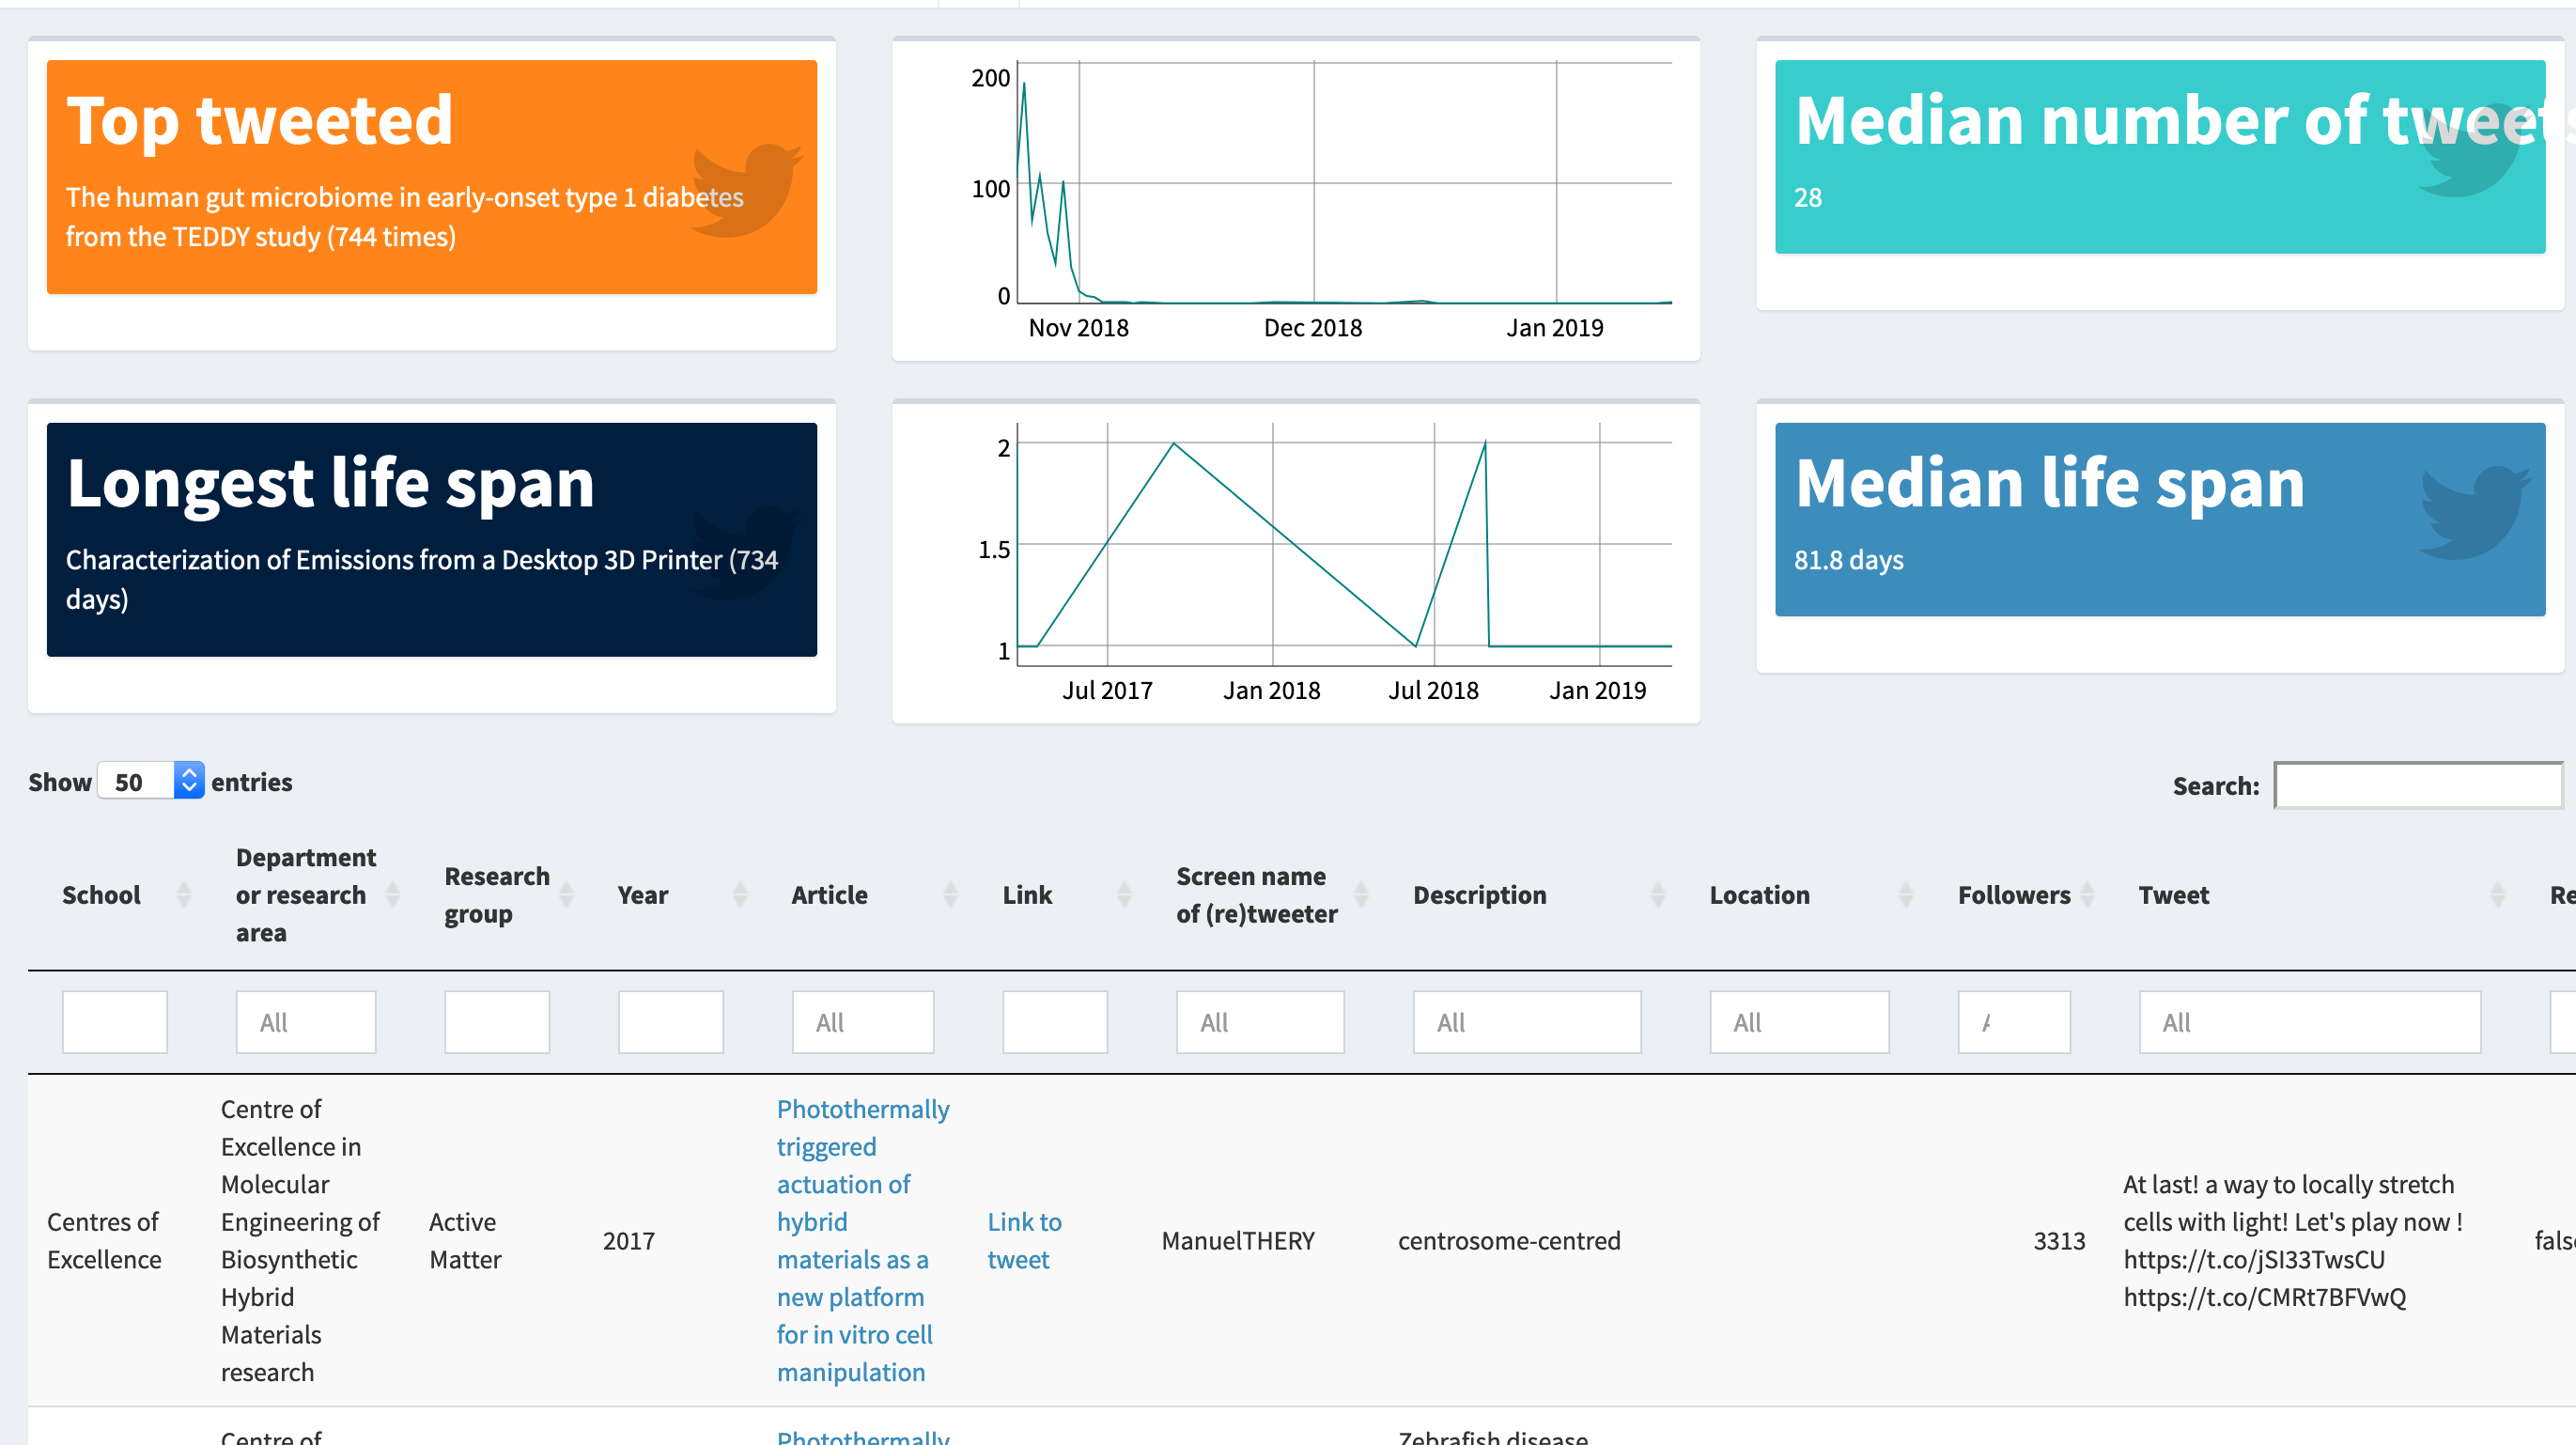 Top tweeted
The human gut microbiome in early-onset type 1 diabetes
from the TEDDY study (744 times)
200
100
0
Nov 2018 Dec 2018 Jan 2019
Median number of tweets
28
Longest life span
Characterization of Emissions from a Desktop 3D Printer (734
days)
2
1.5
1
Jul 2017 Jan 2018 Jul 2018 Jan 2019
Median life span
81.8 days
Show 50 entries
Search:
School
Department
or research
area
Research
group
Year
Article
Link
Screen name
of (re)tweeter
Description
Location
Followers
Tweet
Re
All
All
All
All
All
All
Centres of
Excellence
Centre of
Excellence in
Molecular
Engineering of
Biosynthetic
Hybrid
Materials
research
Active
Matter
2017
Photothermally
triggered
actuation of
hybrid
materials as a
new platform
for in vitro cell
manipulation
Link to
tweet
ManuelTHERY
centrosome-centred
3313
At last! a way to locally stretch
cells with light! Let's play now !
https://t.co/jSI33TwsCU
https://t.co/CMRt7BFVwQ
false
Centre of
Photothermally
Zebrafish disease